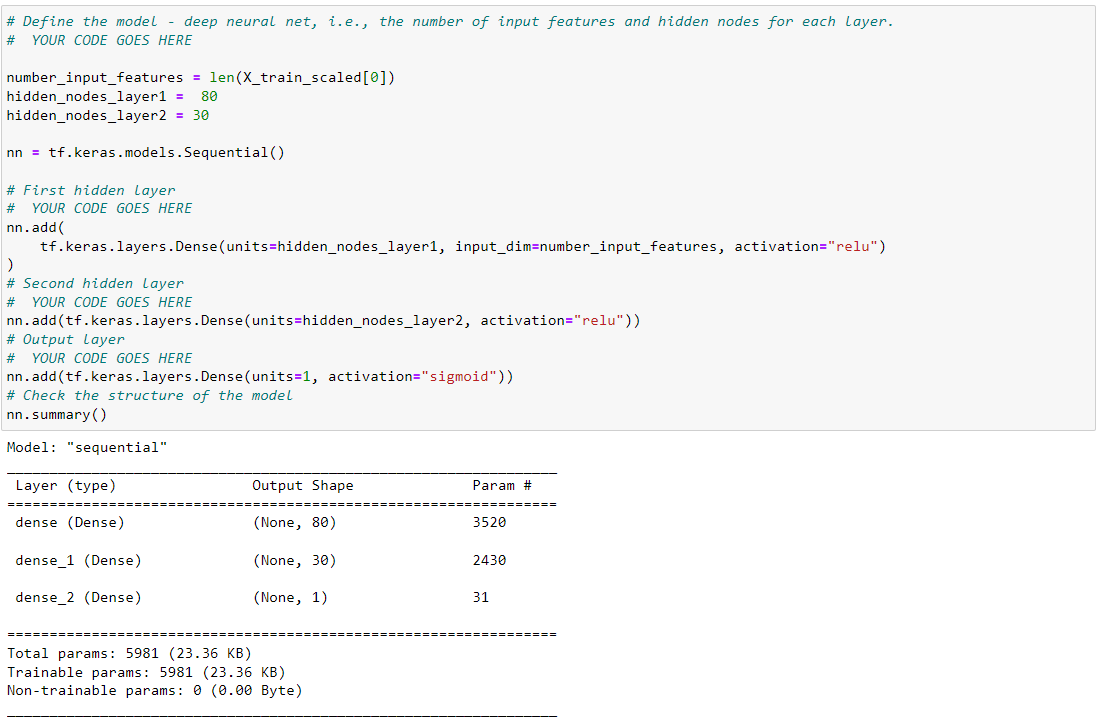 # Define the model - deep neural net, i.e., the number of input features and hidden nodes for each layer.
#  YOUR CODE GOES HERE
number_input_features = len(X_train_scaled[0])
hidden_nodes_layer1 =  80
hidden_nodes_layer2 = 30
nn = tf.keras.models.Sequential()
# First hidden layer
#  YOUR CODE GOES HERE
nn.add(
    tf.keras.layers.Dense(units=hidden_nodes_layer1, input_dim=number_input_features, activation="relu")
)
# Second hidden layer
#  YOUR CODE GOES HERE
nn.add(tf.keras.layers.Dense(units=hidden_nodes_layer2, activation="relu"))
# Output layer
#  YOUR CODE GOES HERE
nn.add(tf.keras.layers.Dense(units=1, activation="sigmoid"))
# Check the structure of the model
nn.summary()
Model: "sequential"
_________________________________________________________________
 Layer (type)                Output Shape              Param #
=================================================================
 dense (Dense)               (None, 80)                3520
 dense_1 (Dense)             (None, 30)                2430
 dense_2 (Dense)             (None, 1)                 31
=================================================================
Total params: 5981 (23.36 KB)
Trainable params: 5981 (23.36 KB)
Non-trainable params: 0 (0.00 Byte)
_________________________________________________________________